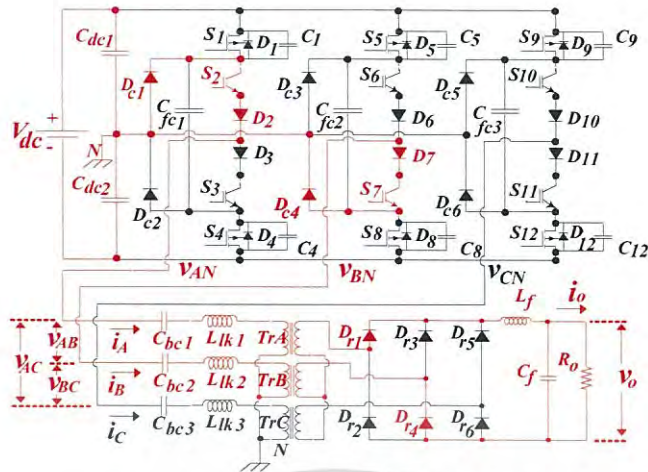 S1 D1 C1 S5 D5 C5 S9 D9 C9
Cdc1
S2 S6 S10
Dc1 Dc3 Dc5
Cfc1 Cfc2 Cfc3
D2 D6 D10
+
Vdc
-
N
D3 D7 D11
Cdc2
Dc2 S3 Dc4 S7 Dc6 S11
S4 D4 C4 S8 D8 C8 S12 D12 C12
vAN vBN vCN
Lf io
iA Cbc1 Llk1 TrA Dr1 Dr3 Dr5
vAB
vAC
iB Cbc2 Llk2 TrB Cf Ro vo
vBC
iC Cbc3 Llk3 TrC Dr2 Dr4 Dr6
N